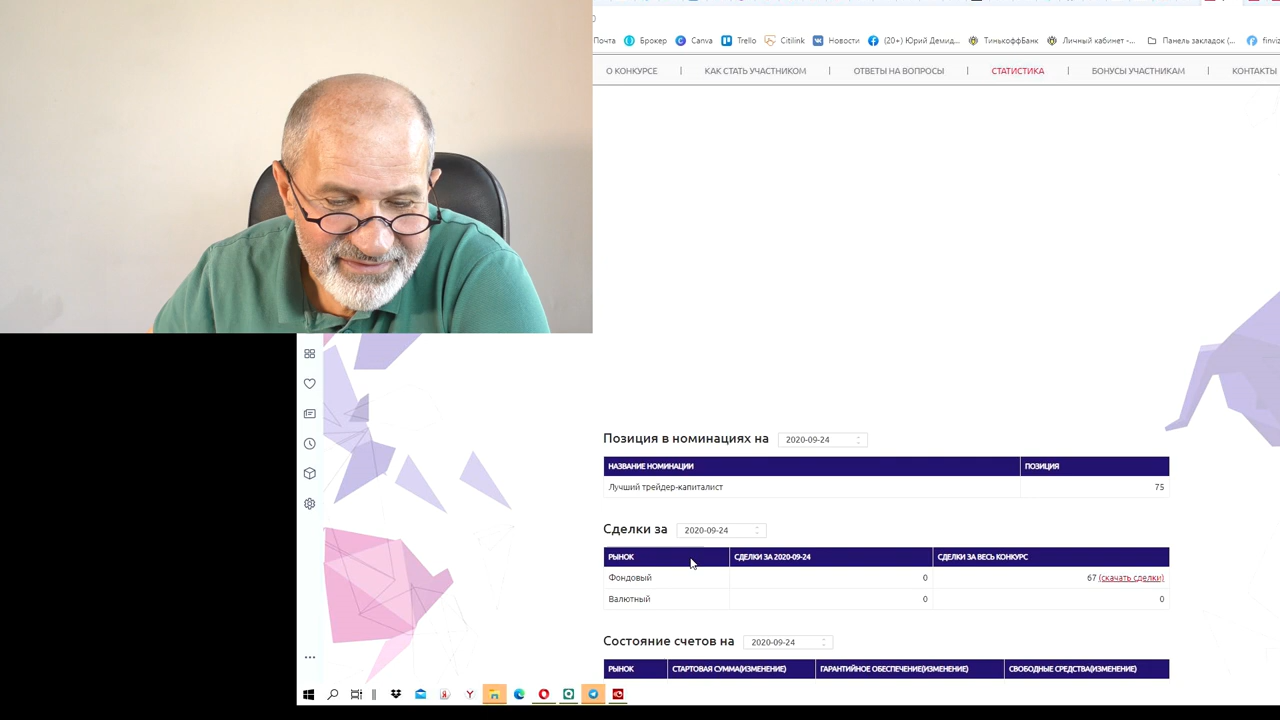 Почта Брокер Canva Trello Citilink Новости (20+) Юрий Демид... ТинькоффБанк Личный кабинет -... Панель закладок (... finviz
О КОНКУРСЕ | КАК СТАТЬ УЧАСТНИКОМ | ОТВЕТЫ НА ВОПРОСЫ | СТАТИСТИКА | БОНУСЫ УЧАСТНИКАМ | КОНТАКТЫ
Позиция в номинациях на 2020-09-24
НАЗВАНИЕ НОМИНАЦИИ ПОЗИЦИЯ
Лучший трейдер-капиталист 75
Сделки за 2020-09-24
РЫНОК СДЕЛКИ ЗА 2020-09-24 СДЕЛКИ ЗА ВЕСЬ КОНКУРС
Фондовый 0 67 (скачать сделки)
Валютный 0 0
Состояние счетов на 2020-09-24
РЫНОК СТАРТОВАЯ СУММА(ИЗМЕНЕНИЕ) ГАРАНТИЙНОЕ ОБЕСПЕЧЕНИЕ(ИЗМЕНЕНИЕ) СВОБОДНЫЕ СРЕДСТВА(ИЗМЕНЕНИЕ)